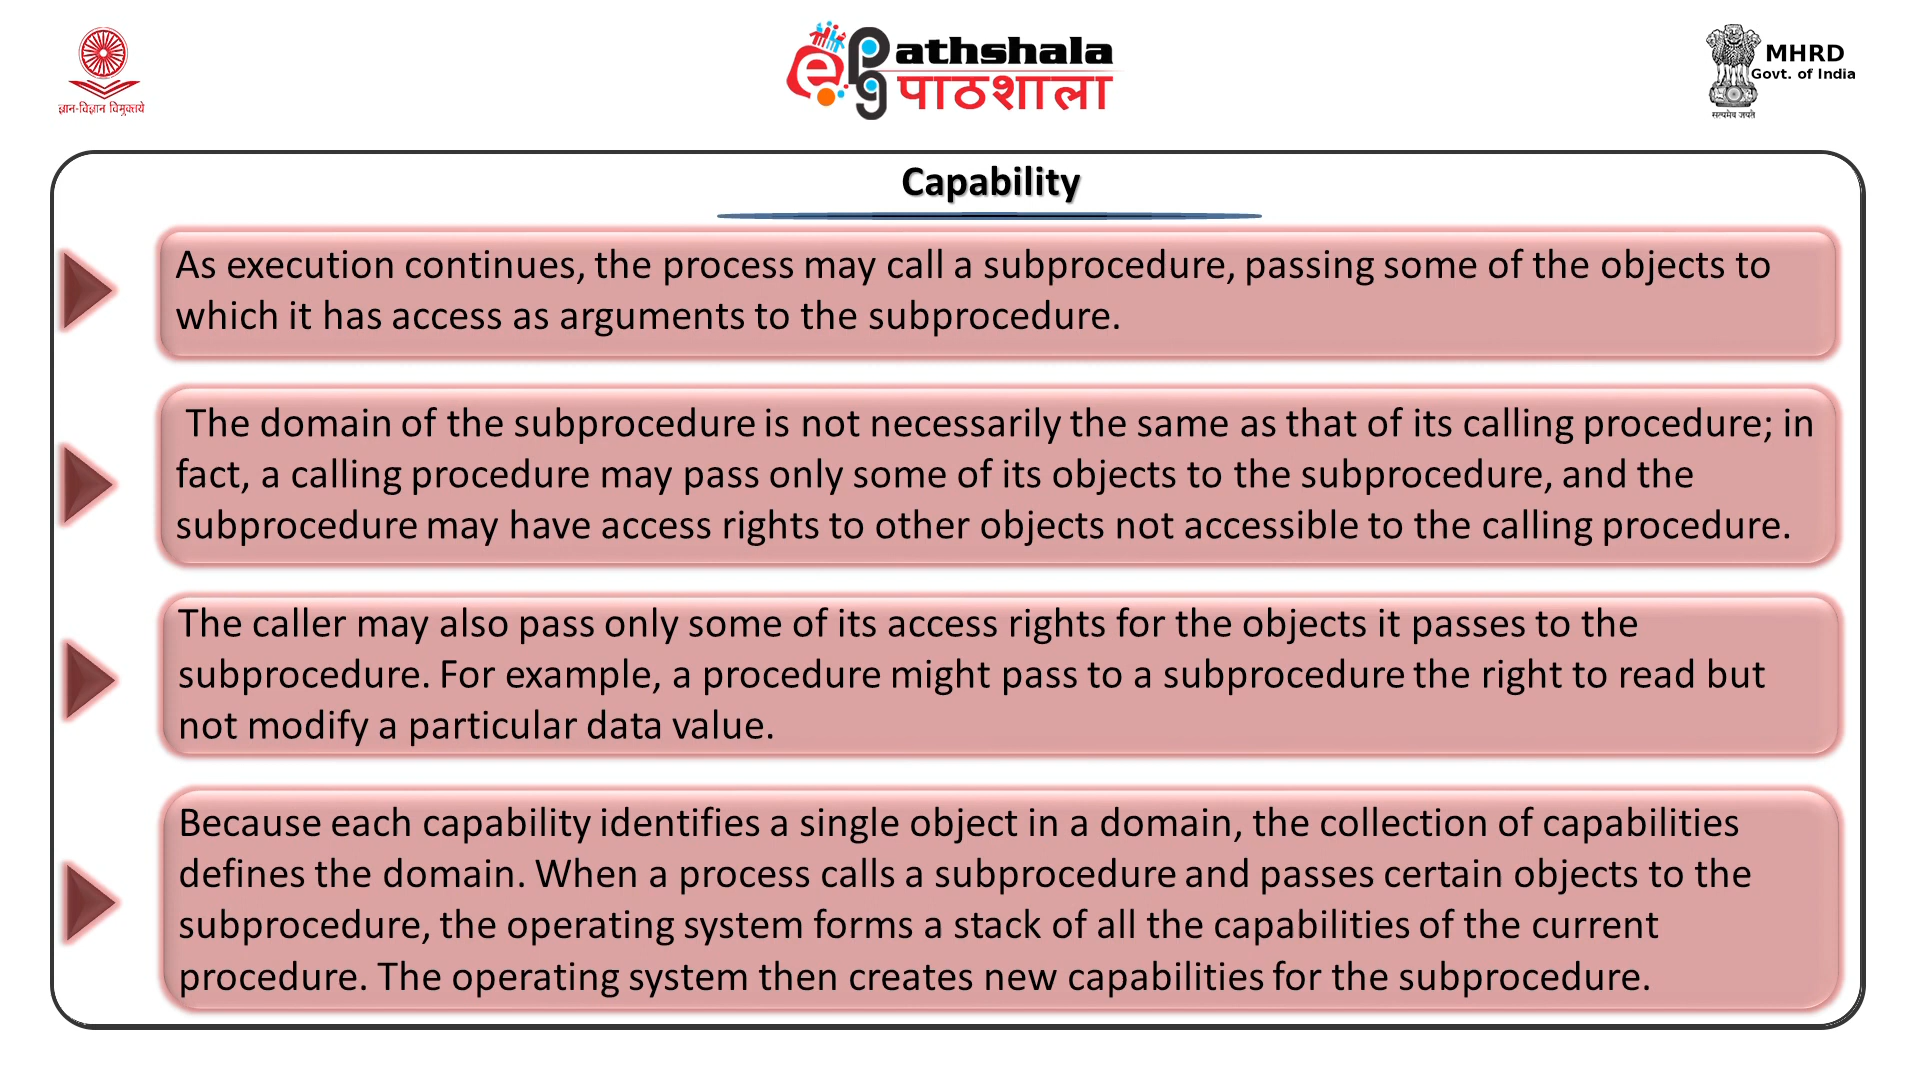 ज्ञान-विज्ञान विमुक्तये
ePgathshala
पाठशाला
MHRD
Govt. of India
सत्यमेव जयते
Capability
As execution continues, the process may call a subprocedure, passing some of the objects to
which it has access as arguments to the subprocedure.
The domain of the subprocedure is not necessarily the same as that of its calling procedure; in
fact, a calling procedure may pass only some of its objects to the subprocedure, and the
subprocedure may have access rights to other objects not accessible to the calling procedure.
The caller may also pass only some of its access rights for the objects it passes to the
subprocedure. For example, a procedure might pass to a subprocedure the right to read but
not modify a particular data value.
Because each capability identifies a single object in a domain, the collection of capabilities
defines the domain. When a process calls a subprocedure and passes certain objects to the
subprocedure, the operating system forms a stack of all the capabilities of the current
procedure. The operating system then creates new capabilities for the subprocedure.